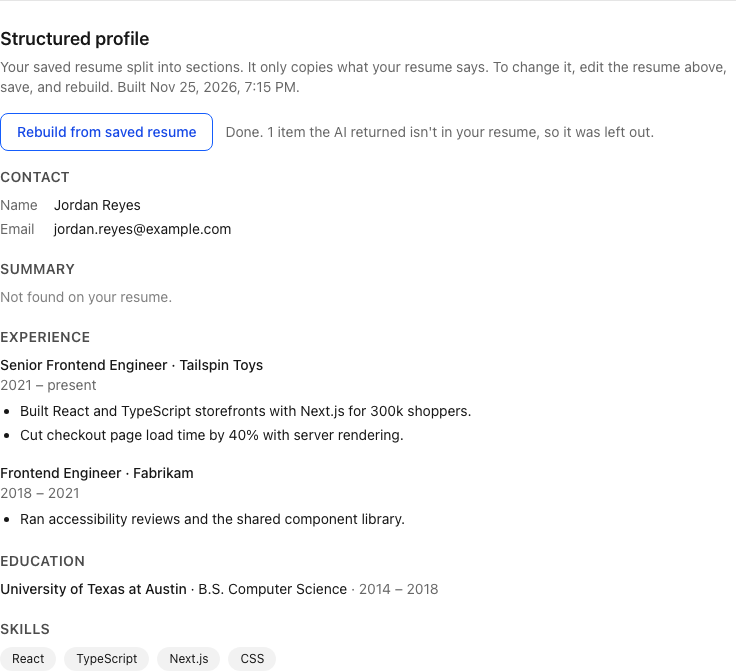 Structured profile
Your saved resume split into sections. It only copies what your resume says. To change it, edit the resume above,
save, and rebuild. Built Nov 25, 2026, 7:15 PM.
Rebuild from saved resume Done. 1 item the AI returned isn't in your resume, so it was left out.
CONTACT
Name Jordan Reyes
Email jordan.reyes@example.com
SUMMARY
Not found on your resume.
EXPERIENCE
Senior Frontend Engineer · Tailspin Toys
2021 – present
• Built React and TypeScript storefronts with Next.js for 300k shoppers.
• Cut checkout page load time by 40% with server rendering.
Frontend Engineer · Fabrikam
2018 – 2021
• Ran accessibility reviews and the shared component library.
EDUCATION
University of Texas at Austin · B.S. Computer Science · 2014 – 2018
SKILLS
React TypeScript Next.js CSS